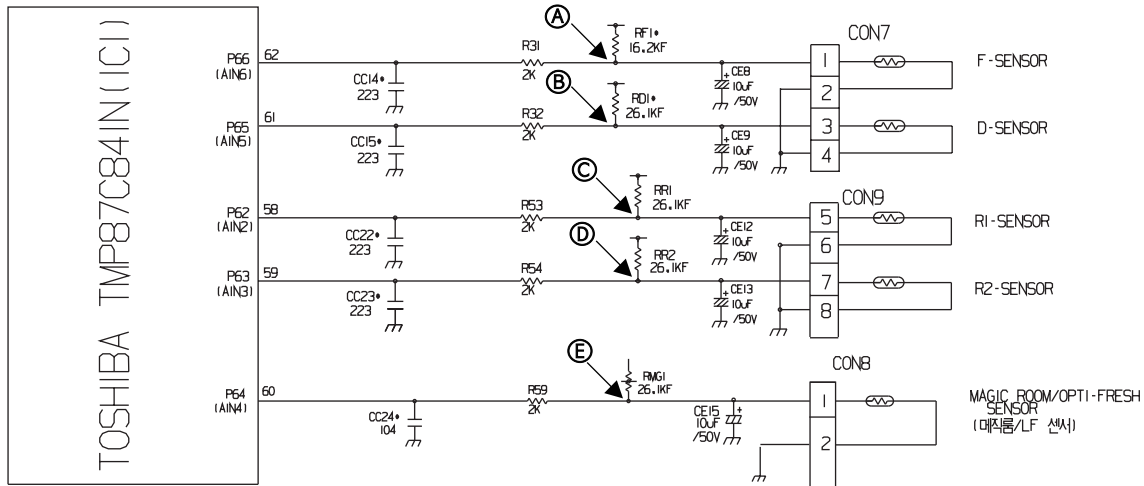 TOSHIBA TMP87C841N(IC1)
P66
(AIN6)
62
CC14*
223
R31
2K
A
RF1*
16.2KF
CE8
10uF
/50V
CON7
1
2
3
4
F-SENSOR
P65
(AIN5)
61
CC15*
223
R32
2K
B
RD1*
26.1KF
CE9
10uF
/50V
D-SENSOR
P62
(AIN2)
58
CC22*
223
R53
2K
C
RR1
26.1KF
CE12
10uF
/50V
CON9
5
6
7
8
R1-SENSOR
P63
(AIN3)
59
CC23*
223
R54
2K
D
RR2
26.1KF
CE13
10uF
/50V
R2-SENSOR
P64
(AIN4)
60
CC24*
104
R59
2K
E
RMG1
26.1KF
CE15
10uF
/50V
CON8
1
2
MAGIC ROOM/OPTI-FRESH
SENSOR
(매직룸/LF 센서)